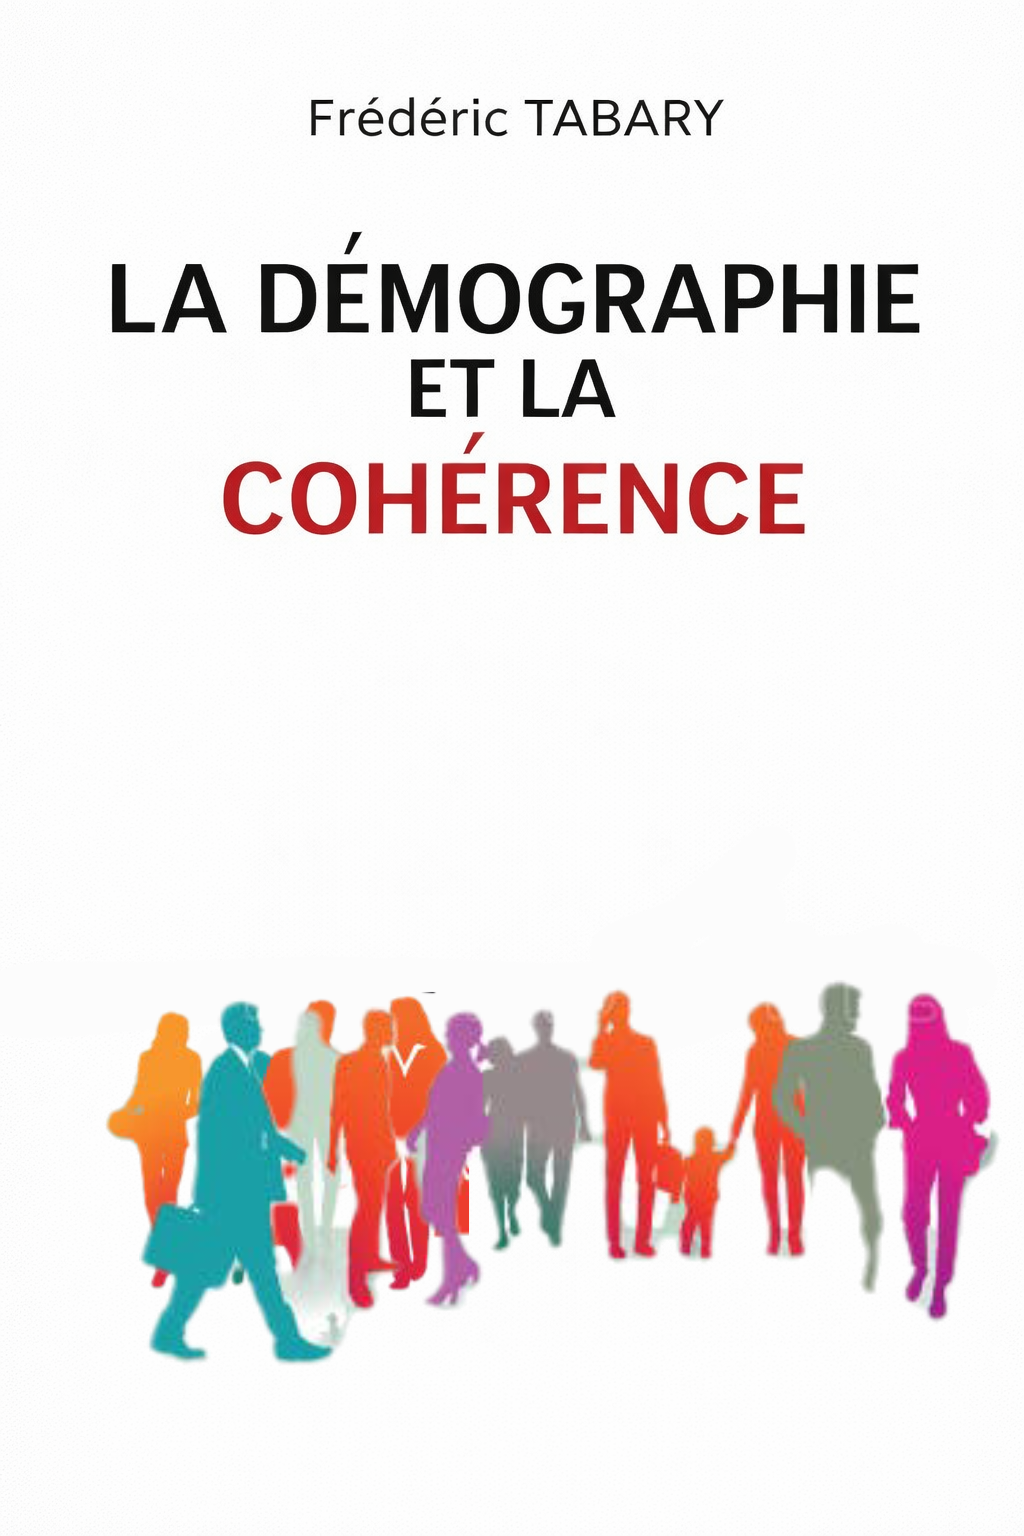 Frédéric TABARY
LA DÉMOGRAPHIE
ET LA
COHÉRENCE